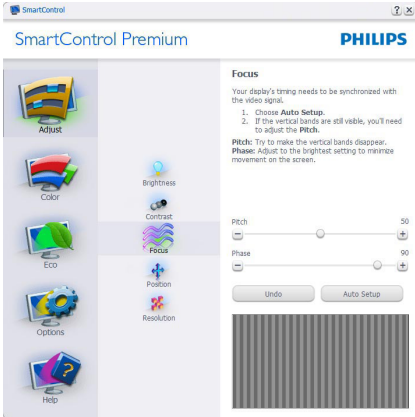 SmartControl
SmartControl Premium
PHILIPS
Adjust
Color
Eco
Options
Help
Brightness
Contrast
Focus
Position
Resolution
Focus
Your display's timing needs to be synchronized with
the video signal.
1. Choose Auto Setup.
2. If the vertical bands are still visible, you'll need
to adjust the Pitch.
Pitch: Try to make the vertical bands disappear.
Phase: Adjust to the brightest setting to minimize
movement on the screen.
Pitch 50
Phase 90
Undo Auto Setup